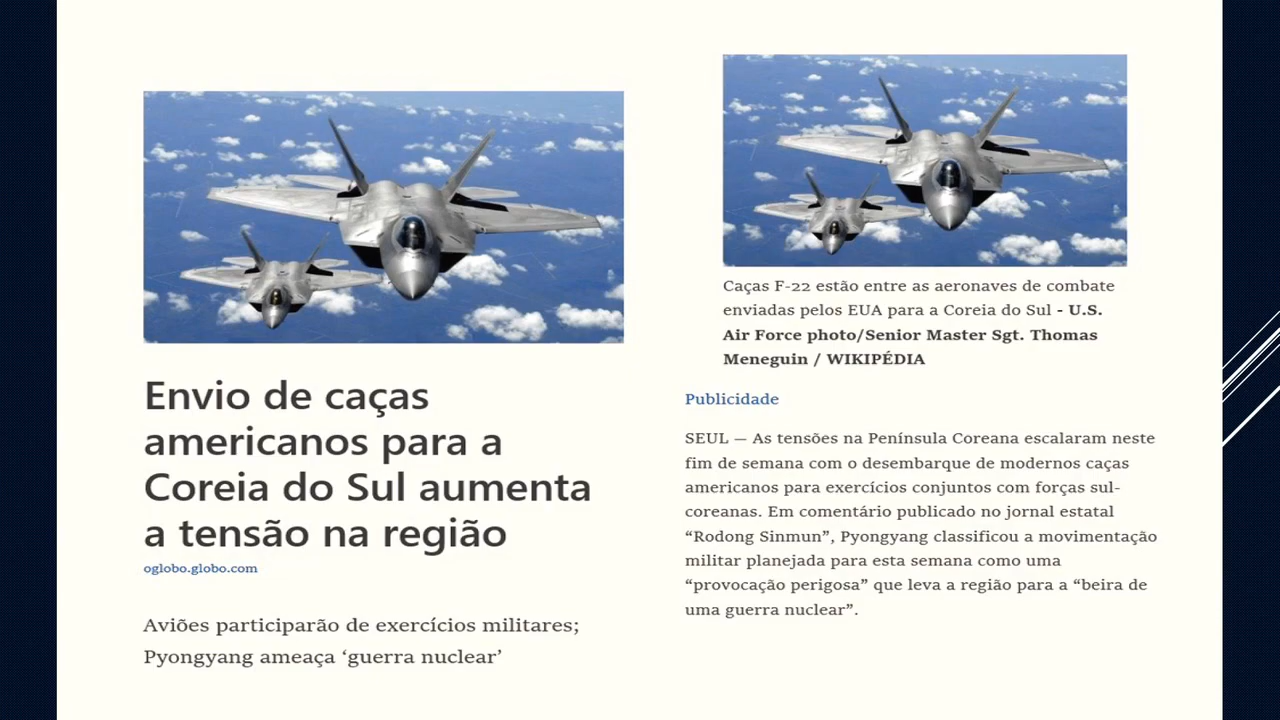 Envio de caças
americanos para a
Coreia do Sul aumenta
a tensão na região
oglobo.globo.com
Aviões participarão de exercícios militares;
Pyongyang ameaça ‘guerra nuclear’
Caças F-22 estão entre as aeronaves de combate
enviadas pelos EUA para a Coreia do Sul - U.S.
Air Force photo/Senior Master Sgt. Thomas
Meneguin / WIKIPÉDIA
Publicidade
SEUL — As tensões na Península Coreana escalaram neste
fim de semana com o desembarque de modernos caças
americanos para exercícios conjuntos com forças sul-
coreanas. Em comentário publicado no jornal estatal
“Rodong Sinmun”, Pyongyang classificou a movimentação
militar planejada para esta semana como uma
“provocação perigosa” que leva a região para a “beira de
uma guerra nuclear”.